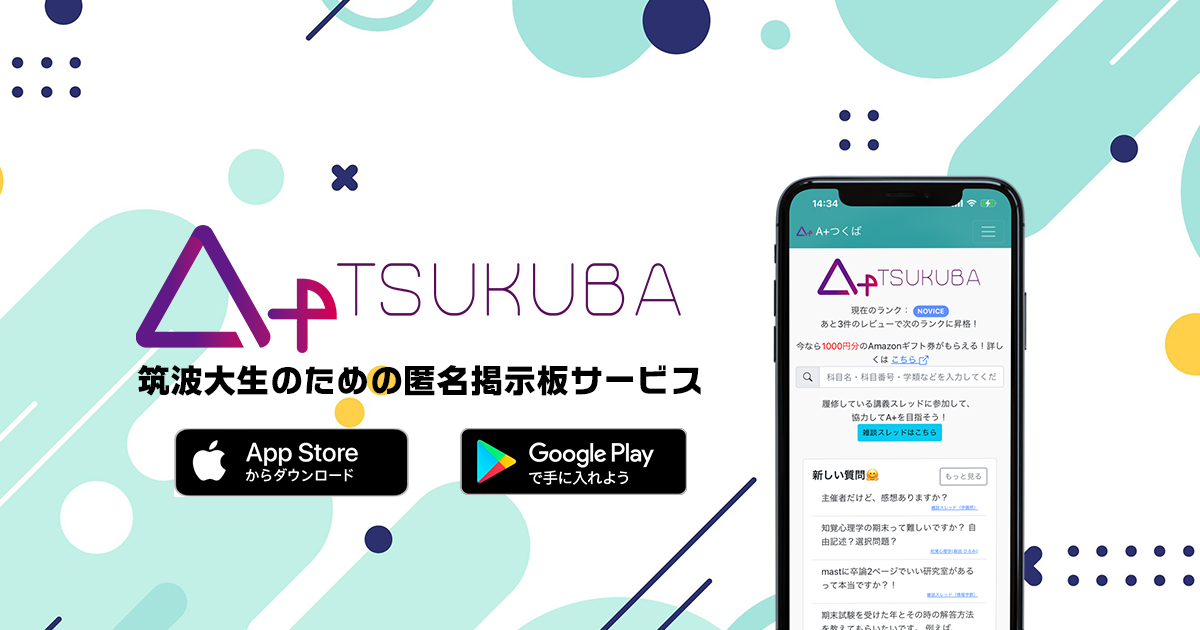 A+ TSUKUBA
筑波大生のための匿名掲示板サービス
App Store
からダウンロード
Google Play
で手に入れよう
14:34
A+ A+つくば
A+ TSUKUBA
現在のランク： NOVICE
あと3件のレビューで次のランクに昇格！
今なら1000円分のAmazonギフト券がもらえる！詳し
くは こちら
科目名・科目番号・学類などを入力してくだ
履修している講義スレッドに参加して、
協力してA+を目指そう！
雑談スレッドはこちら
新しい質問🤗
もっと見る
主催者だけど、感想ありますか？
知覚心理学の期末って難しいですか？ 自
由記述？選択問題？
mastに卒論2ページでいい研究室がある
って本当ですか？！
期末試験を受けた年とその時の解答方法
を教えてもらいたいです。 例えば、